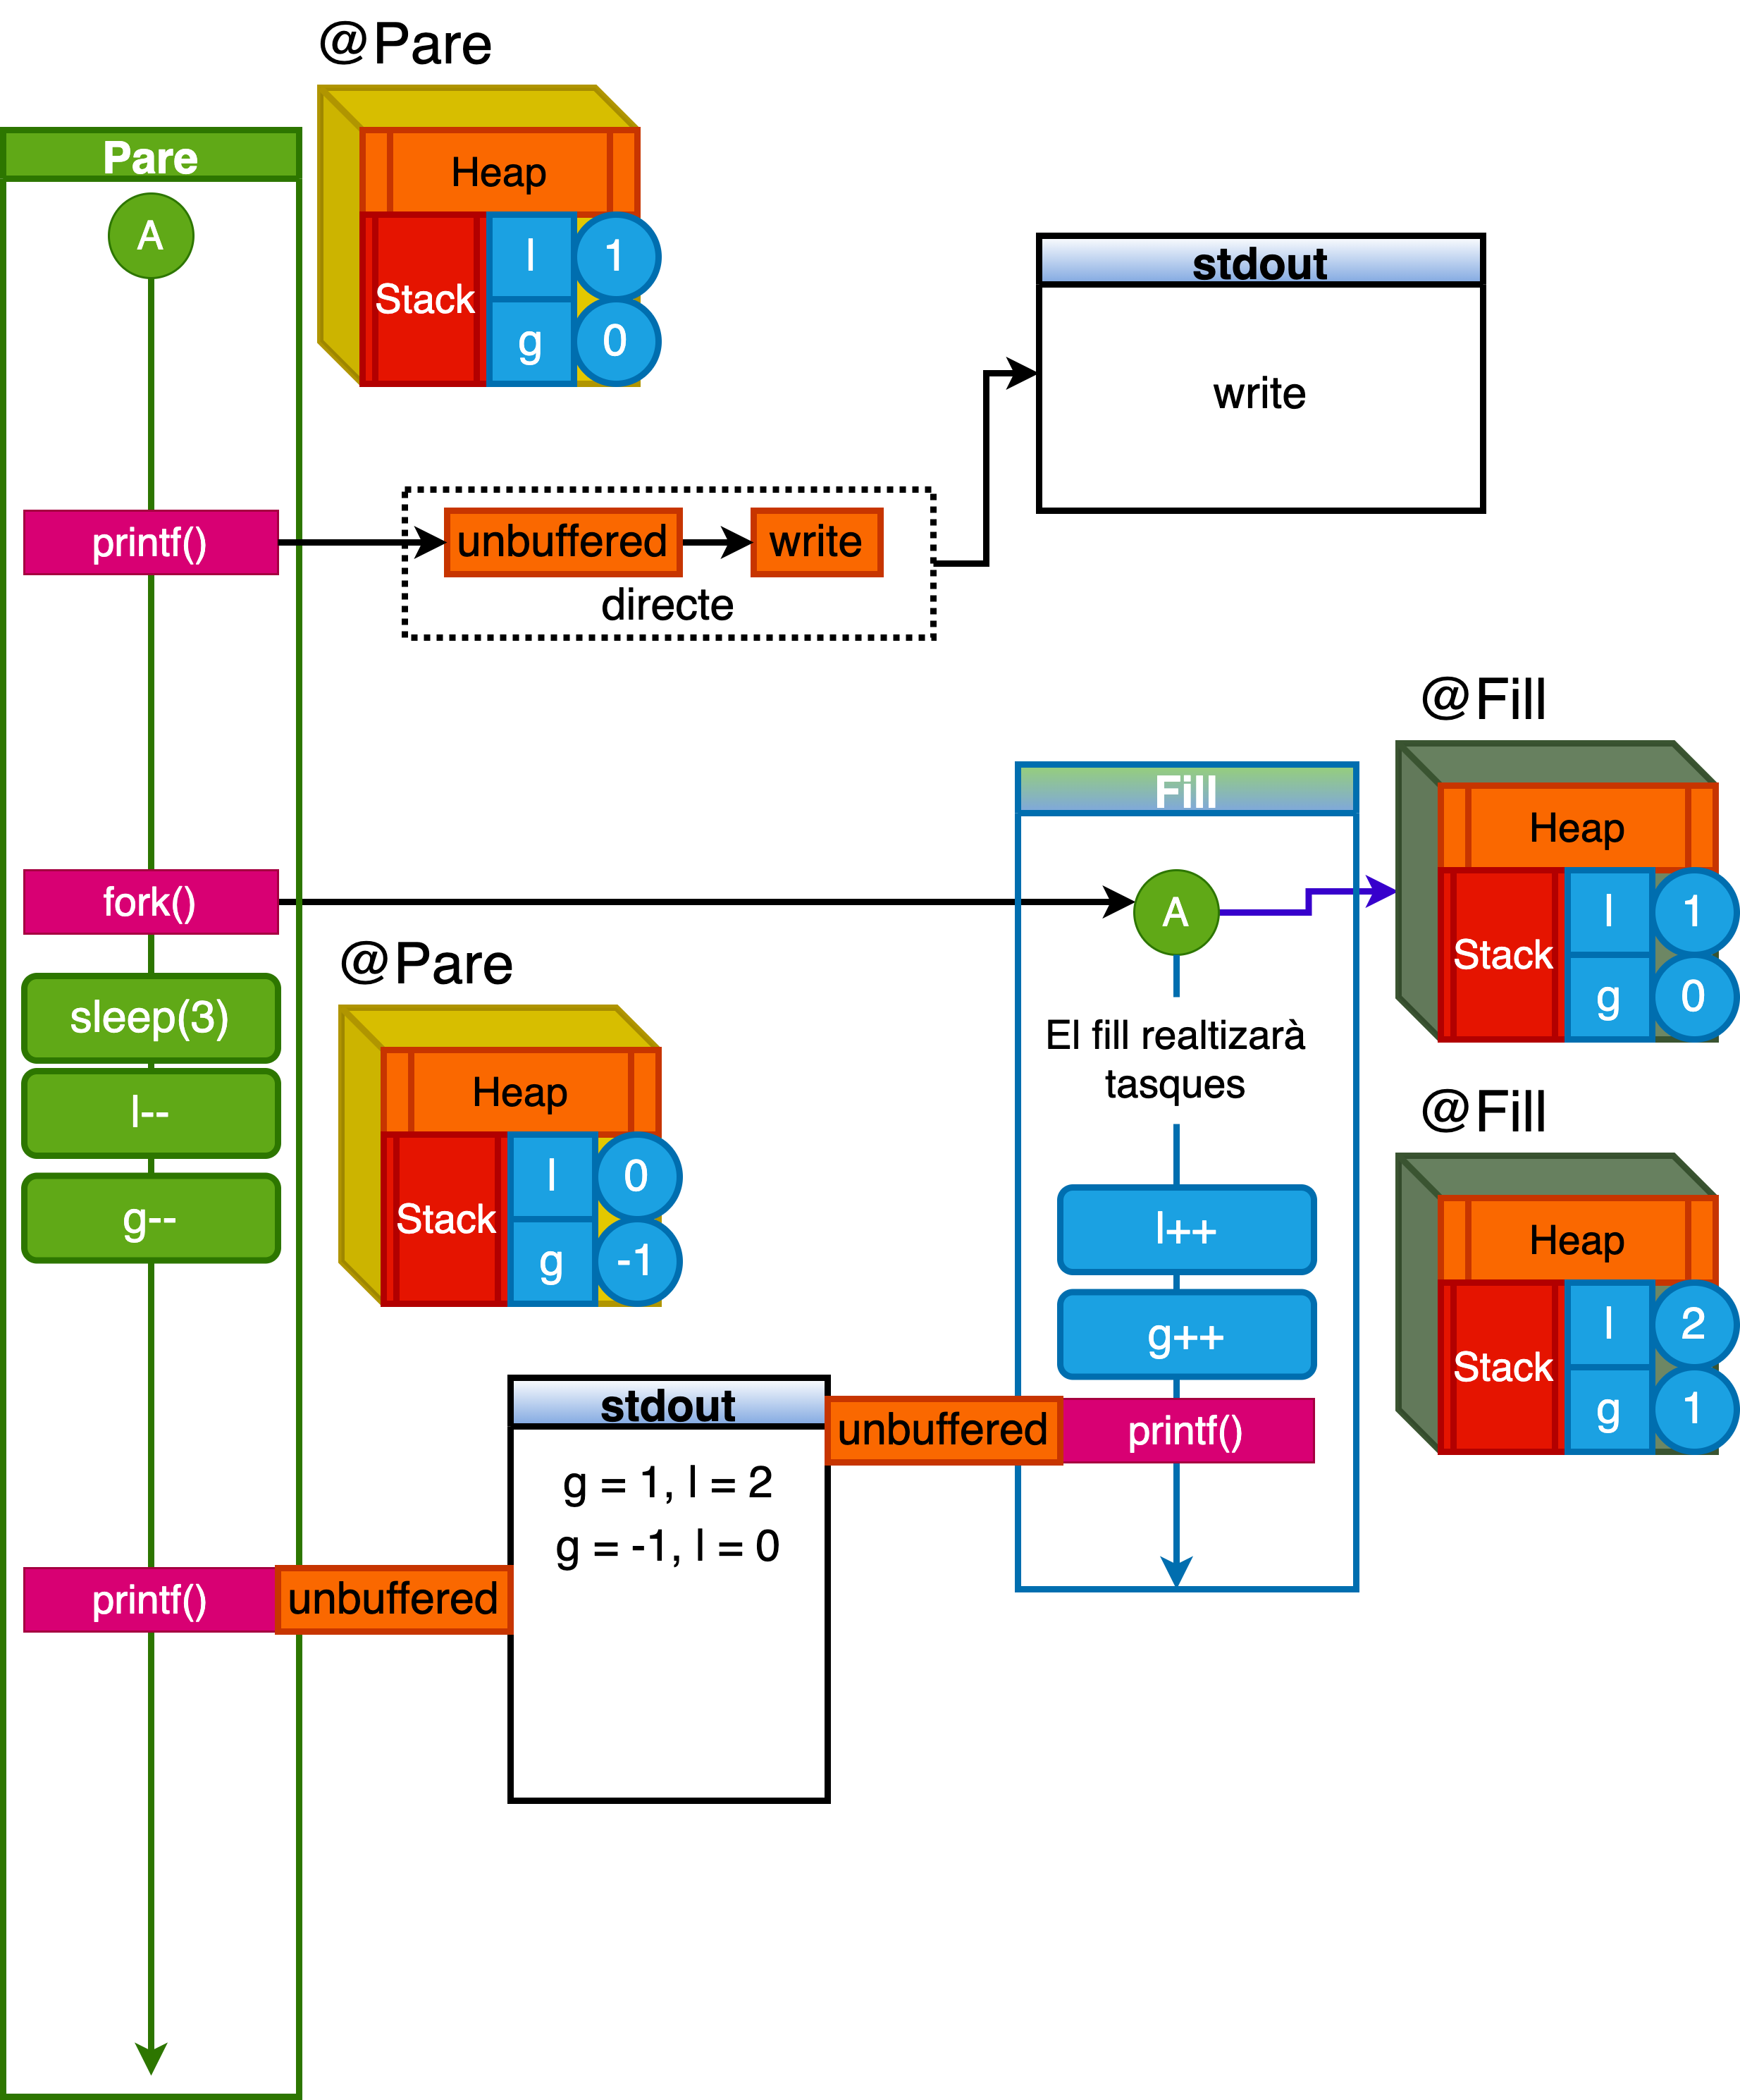 @Pare
Pare
Heap
A
Stack
l
1
g
0
stdout
write
printf()
unbuffered
write
directe
@Fill
Fill
Heap
fork()
A
Stack
l
1
g
0
@Pare
sleep(3)
El fill realtizarà
tasques
Heap
l--
@Fill
Stack
l
0
g
-1
g--
l++
Heap
g++
Stack
l
2
g
1
stdout
unbuffered
printf()
g = 1, l = 2
g = -1, l = 0
printf()
unbuffered